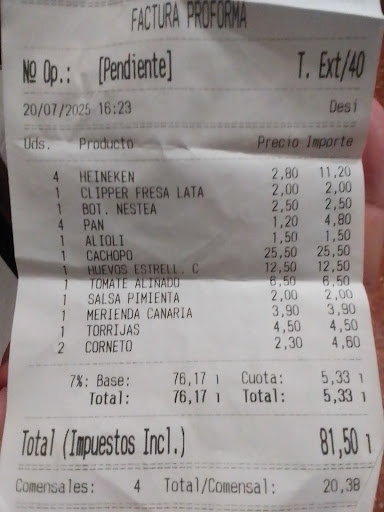 FACTURA PROFORMA
Nº Op.: [Pendiente] T. Ext/40
20/07/2025 16:23 Desi
Uds. Producto Precio Importe
4 HEINEKEN 2,80 11,20
1 CLIPPER FRESA LATA 2,00 2,00
1 BOT. NESTEA 2,50 2,50
4 PAN 1,20 4,80
1 ALIOLI 1,50 1,50
1 CACHOPO 25,50 25,50
1 HUEVOS ESTRELL. C 12,50 12,50
1 TOMATE ALINADO 6,50 6,50
1 SALSA PIMIENTA 2,00 2,00
1 MERIENDA CANARIA 3,90 3,90
1 TORRIJAS 4,50 4,50
2 CORNETO 2,30 4,60
7%: Base: 76,17 ı Cuota: 5,33 ı
Total: 76,17 ı Total: 5,33 ı
Total (Impuestos Incl.) 81,50 ı
Comensales: 4 Total/Comensal: 20,38